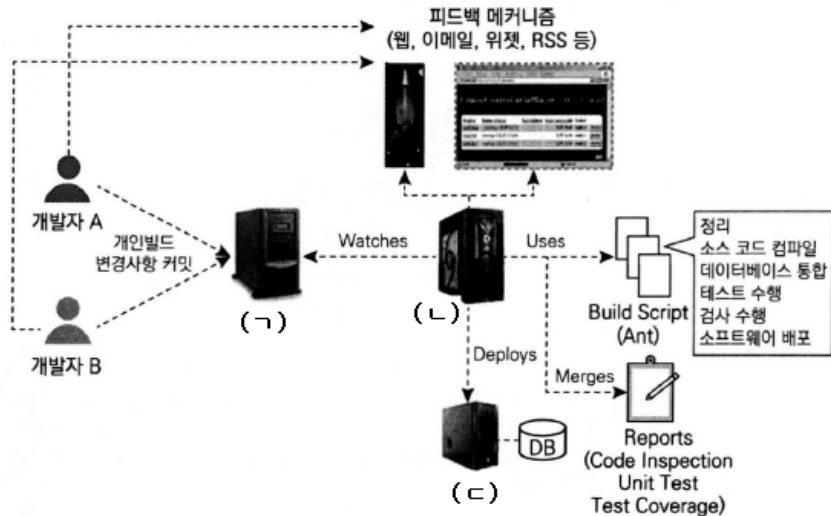 피드백 메커니즘
(웹, 이메일, 위젯, RSS 등)
개발자 A
개인빌드
변경사항 커밋
개발자 B
(ㄱ)
Watches
(ㄴ)
Uses
Build Script
(Ant)
정리
소스 코드 컴파일
데이터베이스 통합
테스트 수행
검사 수행
소프트웨어 배포
Deploys
Merges
(ㄷ)
DB
Reports
(Code Inspection
Unit Test
Test Coverage)